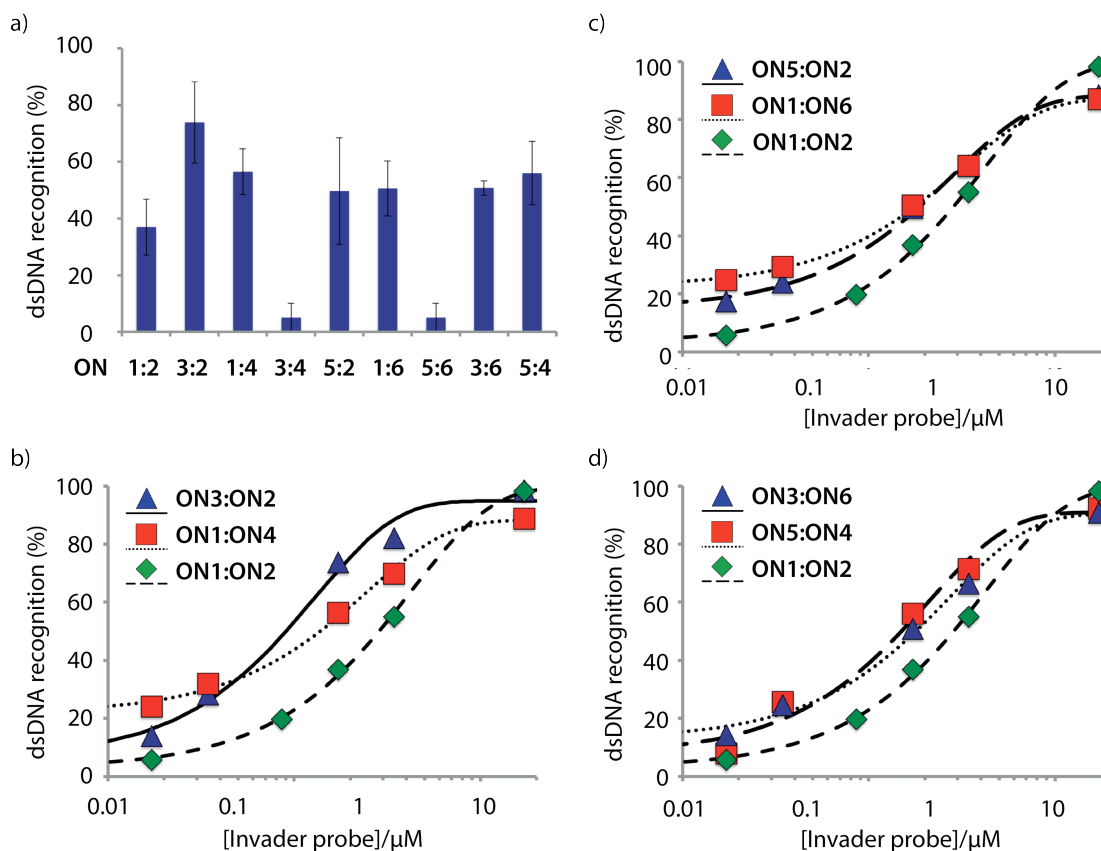 a)
dsDNA recognition (%)
100
80
60
40
20
0
ON 1:2 3:2 1:4 3:4 5:2 1:6 5:6 3:6 5:4
b)
dsDNA recognition (%)
100
80
60
40
20
0
ON3:ON2
ON1:ON4
ON1:ON2
0.01 0.1 1 10
[Invader probe]/µM
c)
dsDNA recognition (%)
100
80
60
40
20
0
ON5:ON2
ON1:ON6
ON1:ON2
0.01 0.1 1 10
[Invader probe]/µM
d)
dsDNA recognition (%)
100
80
60
40
20
0
ON3:ON6
ON5:ON4
ON1:ON2
0.01 0.1 1 10
[Invader probe]/µM